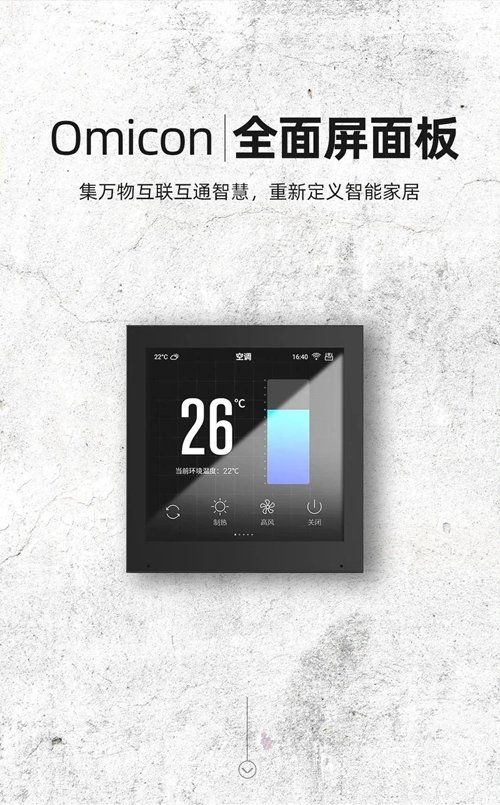 Omicon 全面屏面板
集万物互联互通智慧，重新定义智能家居
22℃ 空调 16:40
26℃
当前环境温度：22℃
制热 高风 关闭